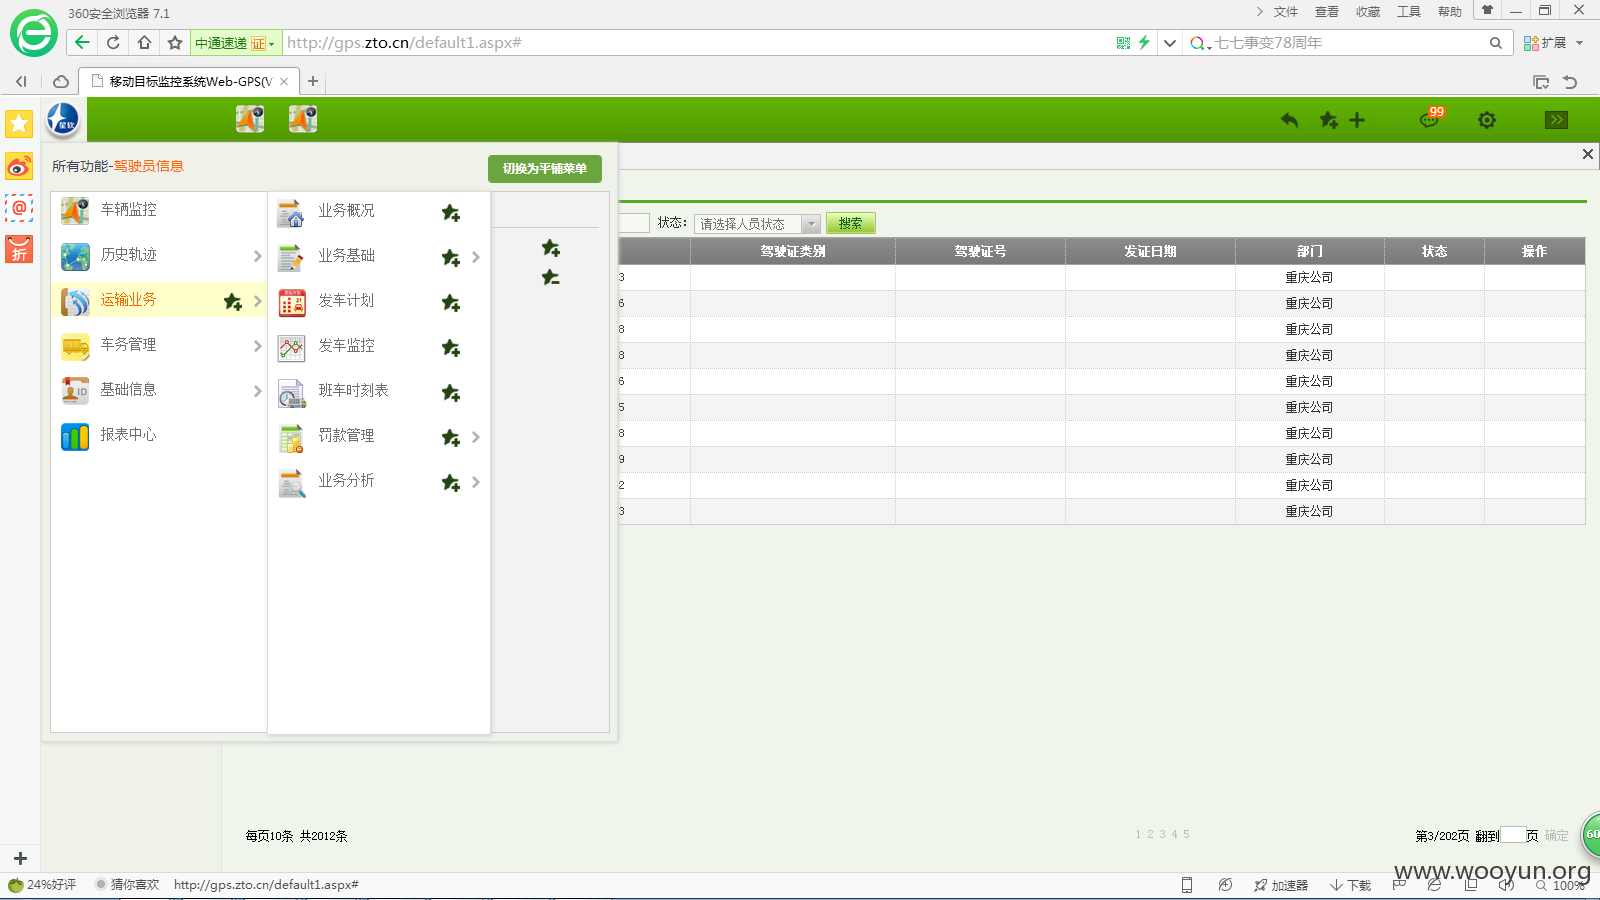 360安全浏览器 7.1
文件 查看 收藏 工具 帮助
中通速递 证 http://gps.zto.cn/default1.aspx#
七七事变78周年
扩展
移动目标监控系统Web-GPS(V
星软
99
所有功能-驾驶员信息
切换为平铺菜单
车辆监控
历史轨迹
运输业务
车务管理
基础信息
报表中心
业务概况
业务基础
发车计划
发车监控
班车时刻表
罚款管理
业务分析
折
状态： 请选择人员状态 搜索
驾驶证类别 驾驶证号 发证日期 部门 状态 操作
3 重庆公司
6 重庆公司
8 重庆公司
8 重庆公司
6 重庆公司
5 重庆公司
8 重庆公司
9 重庆公司
2 重庆公司
3 重庆公司
每页10条 共2012条
1 2 3 4 5
第3/202页 翻到 页 确定
60
www.wooyun.org
24%好评 猜你喜欢 http://gps.zto.cn/default1.aspx#
加速器 下载 100%